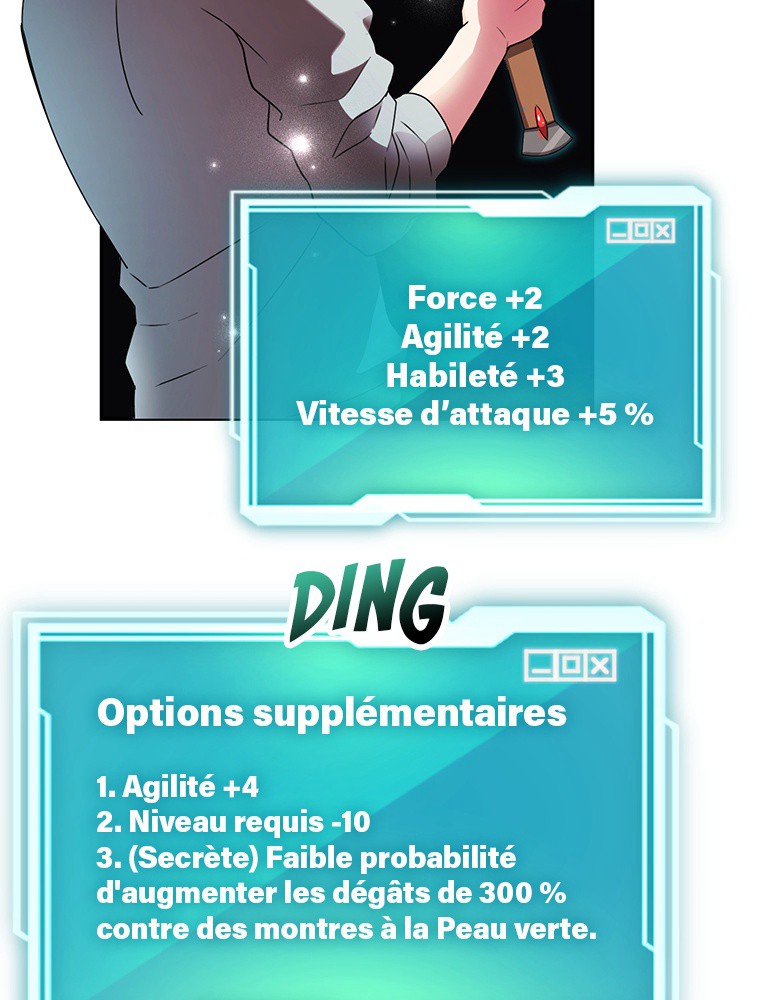 Force +2
Agilité +2
Habileté +3
Vitesse d’attaque +5 %
DING
Options supplémentaires
1. Agilité +4
2. Niveau requis -10
3. (Secrète) Faible probabilité
d'augmenter les dégâts de 300 %
contre des montres à la Peau verte.